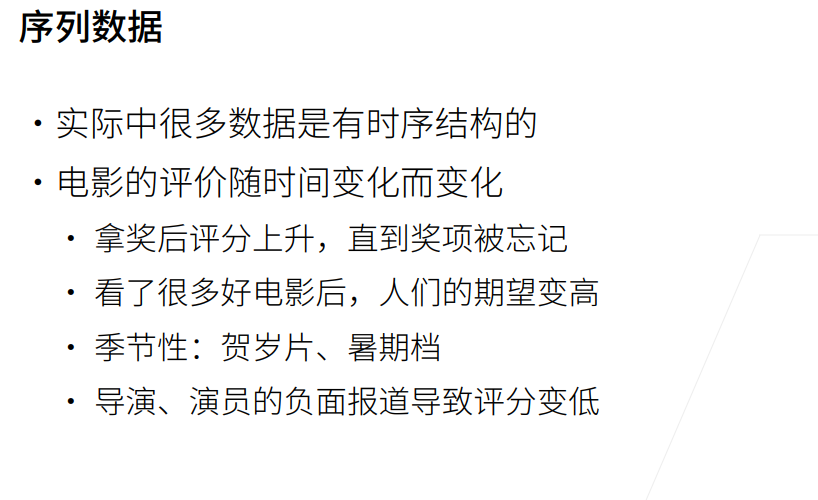 序列数据
• 实际中很多数据是有时序结构的
• 电影的评价随时间变化而变化
• 拿奖后评分上升，直到奖项被忘记
• 看了很多好电影后，人们的期望变高
• 季节性：贺岁片、暑期档
• 导演、演员的负面报道导致评分变低